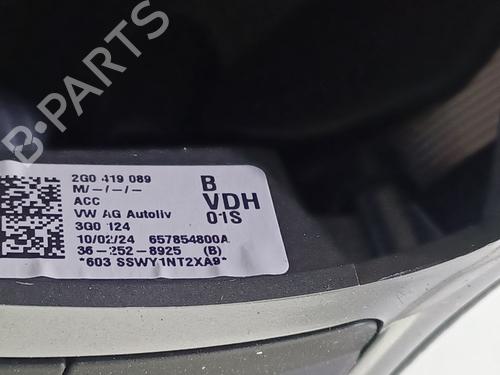 B-PARTS
2G0 419 089 B
M/-/-/- VDH
ACC 01S
VW AG Autoliv
3G0 124
10/02/24 657854800A
36-252-8925 (B)
*603 SSWY1NT2XA9*